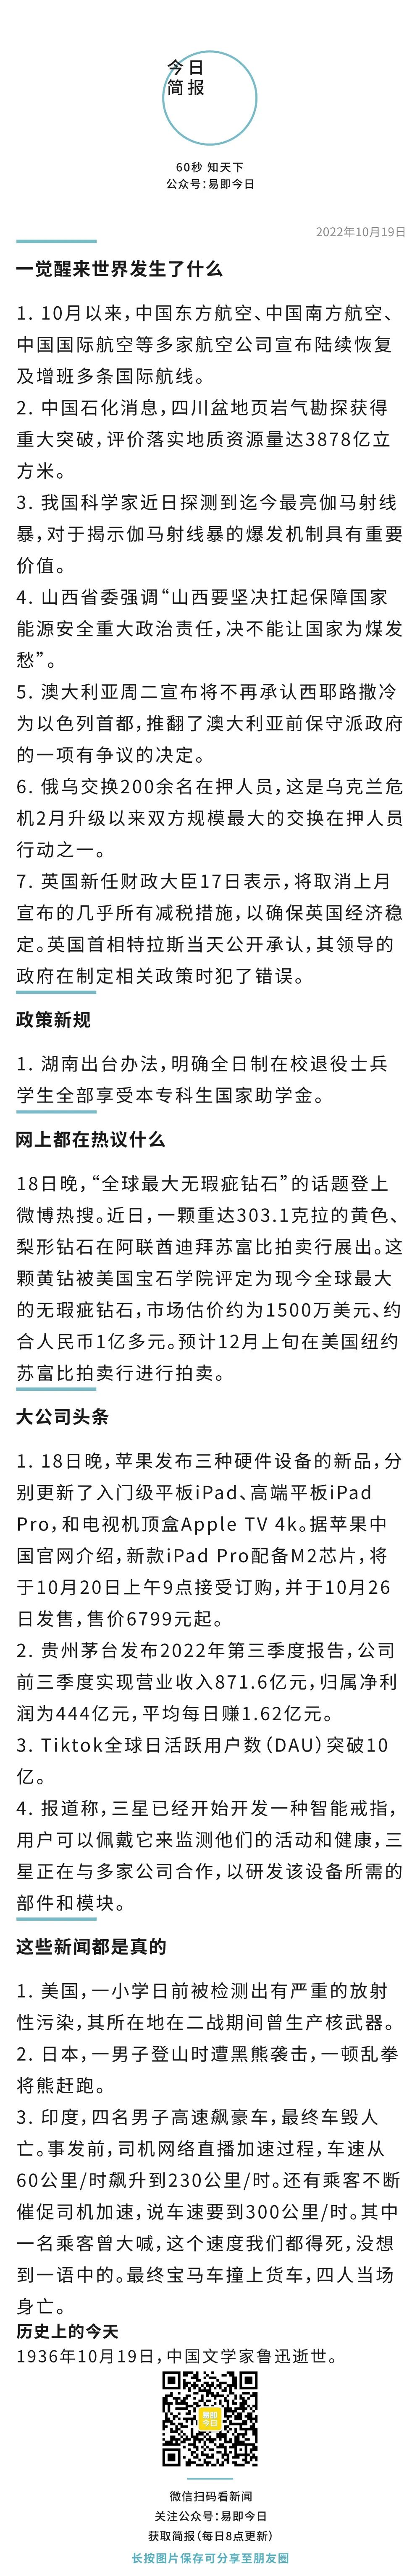 今日
简报
60秒 知天下
公众号：易即今日
2022年10月19日
一觉醒来世界发生了什么
1. 10月以来，中国东方航空、中国南方航空、
中国国际航空等多家航空公司宣布陆续恢复
及增班多条国际航线。
2. 中国石化消息，四川盆地页岩气勘探获得
重大突破，评价落实地质资源量达3878亿立
方米。
3. 我国科学家近日探测到迄今最亮伽马射线
暴，对于揭示伽马射线暴的爆发机制具有重要
价值。
4. 山西省委强调“山西要坚决扛起保障国家
能源安全重大政治责任，决不能让国家为煤发
愁”。
5. 澳大利亚周二宣布将不再承认西耶路撒冷
为以色列首都，推翻了澳大利亚前保守派政府
的一项有争议的决定。
6. 俄乌交换200余名在押人员，这是乌克兰危
机2月升级以来双方规模最大的交换在押人员
行动之一。
7. 英国新任财政大臣17日表示，将取消上月
宣布的几乎所有减税措施，以确保英国经济稳
定。英国首相特拉斯当天公开承认，其领导的
政府在制定相关政策时犯了错误。
政策新规
1. 湖南出台办法，明确全日制在校退役士兵
学生全部享受本专科生国家助学金。
网上都在热议什么
18日晚，“全球最大无瑕疵钻石”的话题登上
微博热搜。近日，一颗重达303.1克拉的黄色、
梨形钻石在阿联酋迪拜苏富比拍卖行展出。这
颗黄钻被美国宝石学院评定为现今全球最大
的无瑕疵钻石，市场估价约为1500万美元、约
合人民币1亿多元。预计12月上旬在美国纽约
苏富比拍卖行进行拍卖。
大公司头条
1. 18日晚，苹果发布三种硬件设备的新品，分
别更新了入门级平板iPad、高端平板iPad
Pro，和电视机顶盒Apple TV 4k。据苹果中
国官网介绍，新款iPad Pro配备M2芯片，将
于10月20日上午9点接受订购，并于10月26
日发售，售价6799元起。
2. 贵州茅台发布2022年第三季度报告，公司
前三季度实现营业收入871.6亿元，归属净利
润为444亿元，平均每日赚1.62亿元。
3. Tiktok全球日活跃用户数（DAU）突破10
亿。
4. 报道称，三星已经开始开发一种智能戒指，
用户可以佩戴它来监测他们的活动和健康，三
星正在与多家公司合作，以研发该设备所需的
部件和模块。
这些新闻都是真的
1. 美国，一小学日前被检测出有严重的放射
性污染，其所在地在二战期间曾生产核武器。
2. 日本，一男子登山时遭黑熊袭击，一顿乱拳
将熊赶跑。
3. 印度，四名男子高速飙豪车，最终车毁人
亡。事发前，司机网络直播加速过程，车速从
60公里/时飙升到230公里/时。还有乘客不断
催促司机加速，说车速要到300公里/时。其中
一名乘客曾大喊，这个速度我们都得死，没想
到一语中的。最终宝马车撞上货车，四人当场
身亡。
历史上的今天
1936年10月19日，中国文学家鲁迅逝世。
易即
今日
微信扫码看新闻
关注公众号：易即今日
获取简报（每日8点更新）
长按图片保存可分享至朋友圈